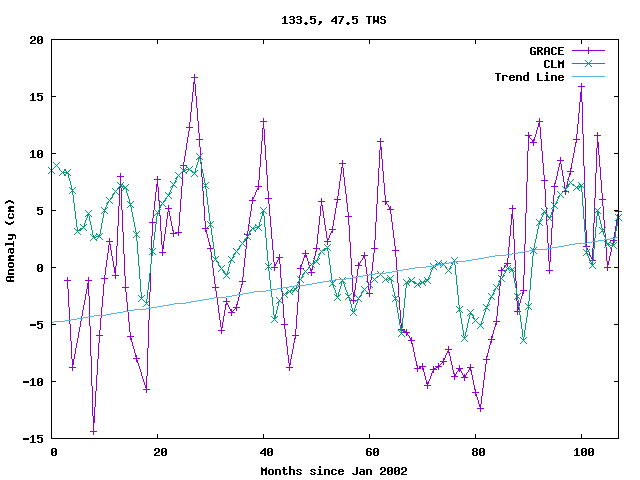 133.5, 47.5 TWS
GRACE
CLM
Trend Line
20
15
10
5
0
-5
-10
-15
Anomaly (cm)
0 20 40 60 80 100
Months since Jan 2002